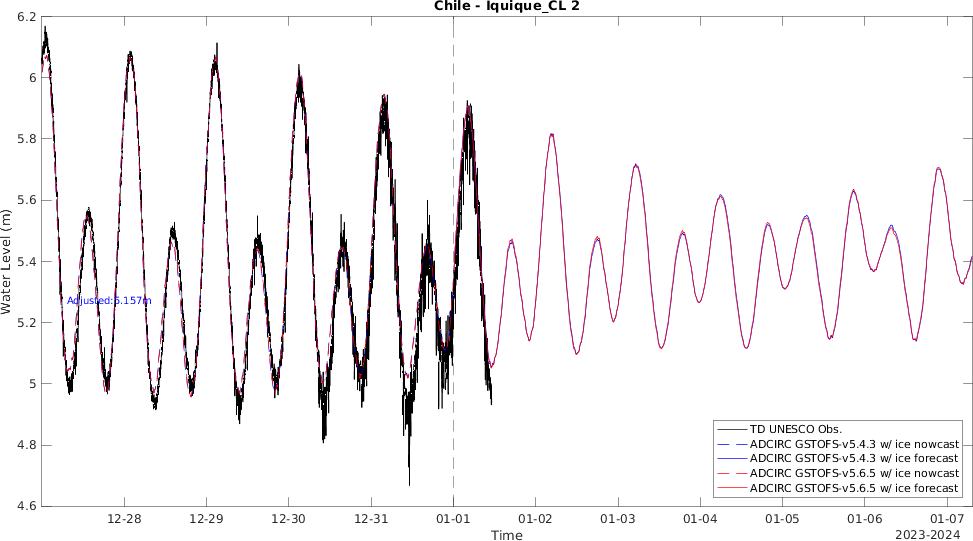 Chile - Iquique_CL 2
6.2
6
5.8
5.6
5.4
5.2
5
4.8
4.6
Water Level (m)
Adjusted:5.157m
TD UNESCO Obs.
ADCIRC GSTOFS-v5.4.3 w/ ice nowcast
ADCIRC GSTOFS-v5.4.3 w/ ice forecast
ADCIRC GSTOFS-v5.6.5 w/ ice nowcast
ADCIRC GSTOFS-v5.6.5 w/ ice forecast
12-28 12-29 12-30 12-31 01-01 01-02 01-03 01-04 01-05 01-06 01-07
Time
2023-2024